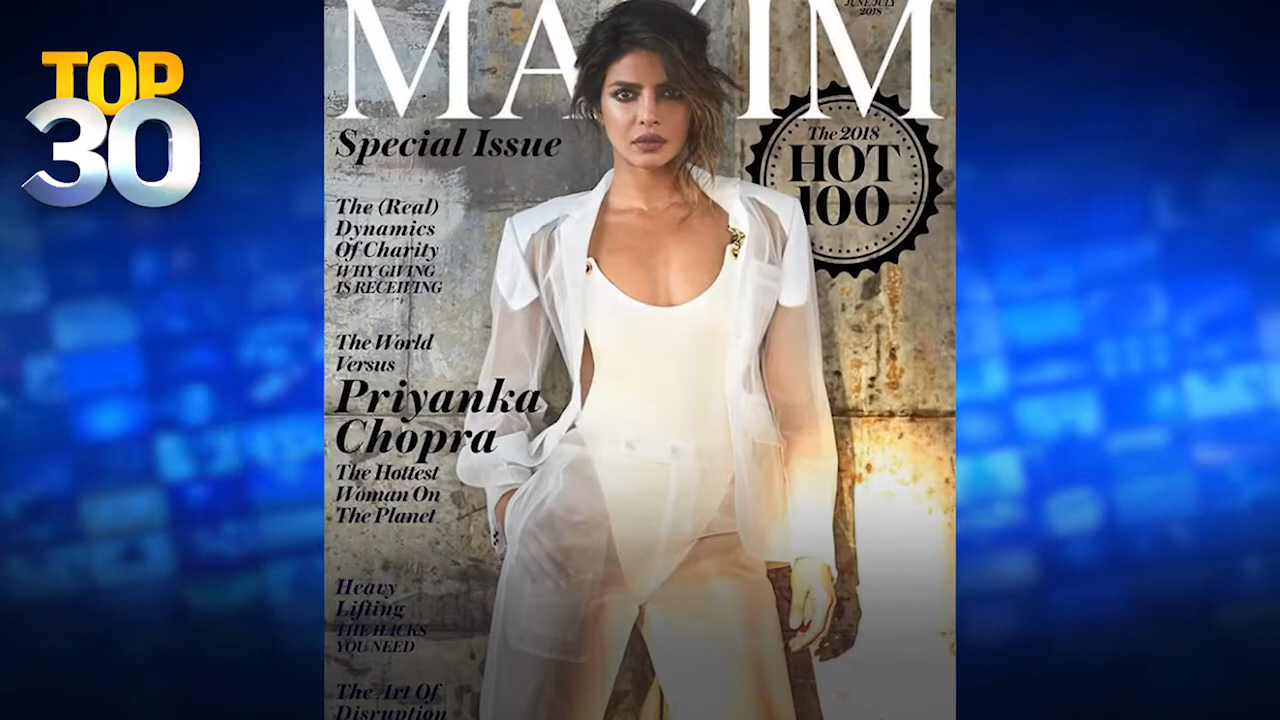 TOP
30
MAXIM
JUNE/JULY
2018
Special Issue
The 2018
HOT
100
The (Real)
Dynamics
Of Charity
WHY GIVING
IS RECEIVING
The World
Versus
Priyanka
Chopra
The Hottest
Woman On
The Planet
Heavy
Lifting
THE HACKS
YOU NEED
The Art Of
Disruption